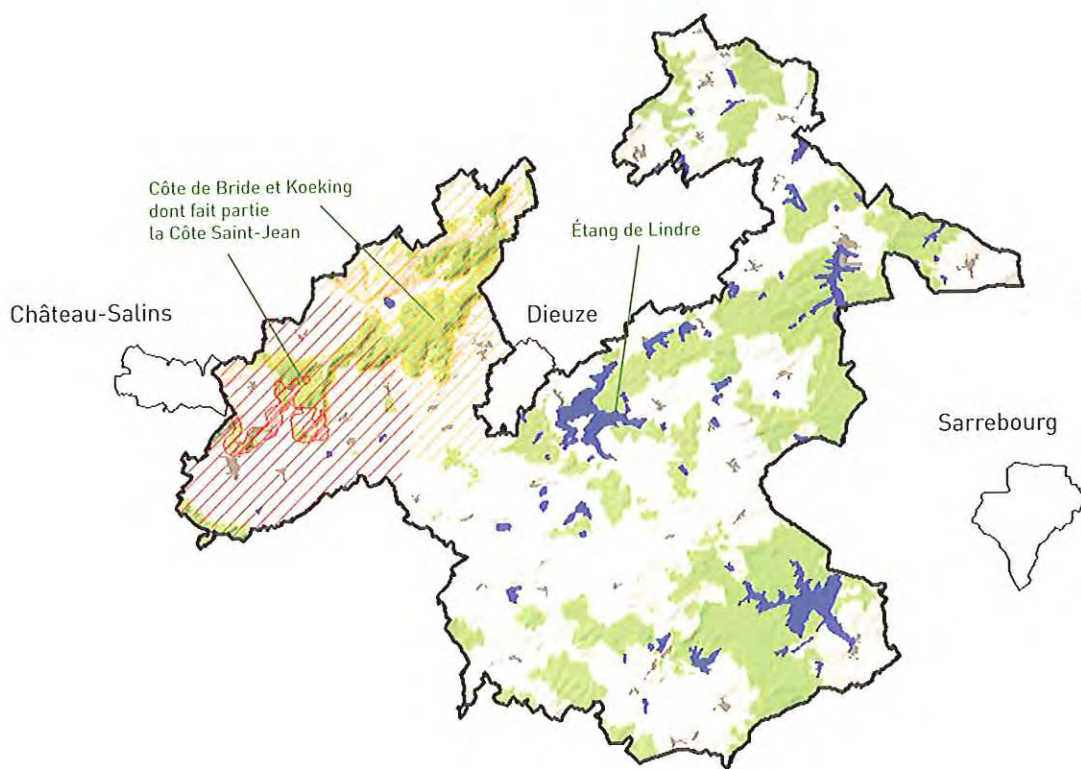 Côte de Bride et Koeking
dont fait partie
la Côte Saint-Jean
Étang de Lindre
Château-Salins
Dieuze
Sarrebourg